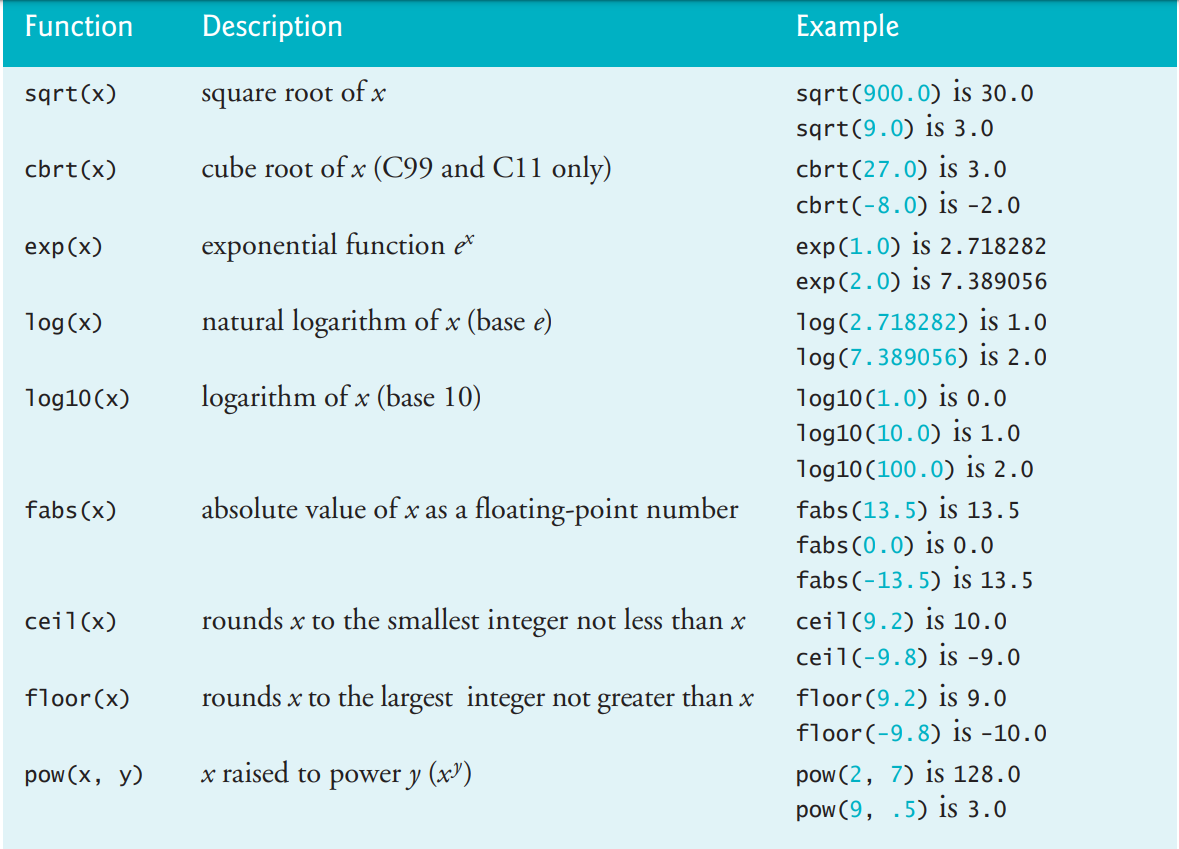 Function Description Example
sqrt(x) square root of x sqrt(900.0) is 30.0
sqrt(9.0) is 3.0
cbrt(x) cube root of x (C99 and C11 only) cbrt(27.0) is 3.0
cbrt(-8.0) is -2.0
exp(x) exponential function eˣ exp(1.0) is 2.718282
exp(2.0) is 7.389056
log(x) natural logarithm of x (base e) log(2.718282) is 1.0
log(7.389056) is 2.0
log10(x) logarithm of x (base 10) log10(1.0) is 0.0
log10(10.0) is 1.0
log10(100.0) is 2.0
fabs(x) absolute value of x as a floating-point number fabs(13.5) is 13.5
fabs(0.0) is 0.0
fabs(-13.5) is 13.5
ceil(x) rounds x to the smallest integer not less than x ceil(9.2) is 10.0
ceil(-9.8) is -9.0
floor(x) rounds x to the largest integer not greater than x floor(9.2) is 9.0
floor(-9.8) is -10.0
pow(x, y) x raised to power y (xʸ) pow(2, 7) is 128.0
pow(9, .5) is 3.0